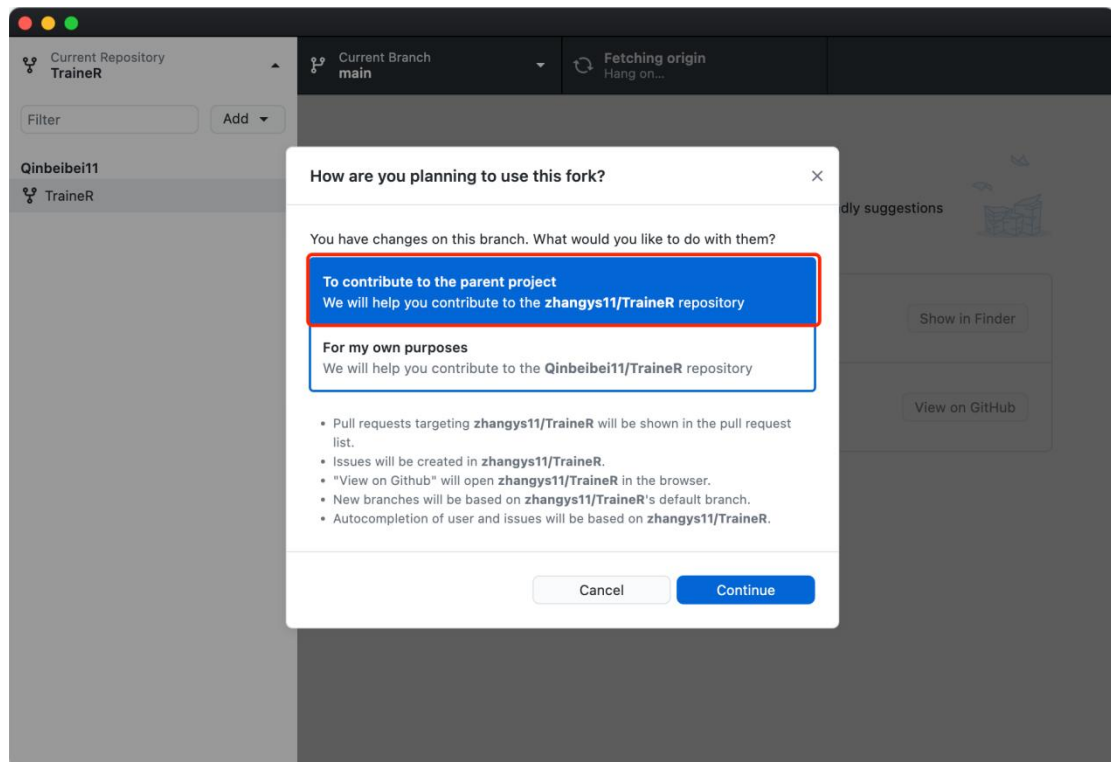 Current Repository
TraineR
Current Branch
main
Fetching origin
Hang on...
Filter
Add
Qinbeibei11
TraineR
How are you planning to use this fork?
dly suggestions
You have changes on this branch. What would you like to do with them?
To contribute to the parent project
We will help you contribute to the zhangys11/TraineR repository
Show in Finder
For my own purposes
We will help you contribute to the Qinbeibei11/TraineR repository
View on GitHub
• Pull requests targeting zhangys11/TraineR will be shown in the pull request
list.
• Issues will be created in zhangys11/TraineR.
• "View on Github" will open zhangys11/TraineR in the browser.
• New branches will be based on zhangys11/TraineR's default branch.
• Autocompletion of user and issues will be based on zhangys11/TraineR.
Cancel
Continue